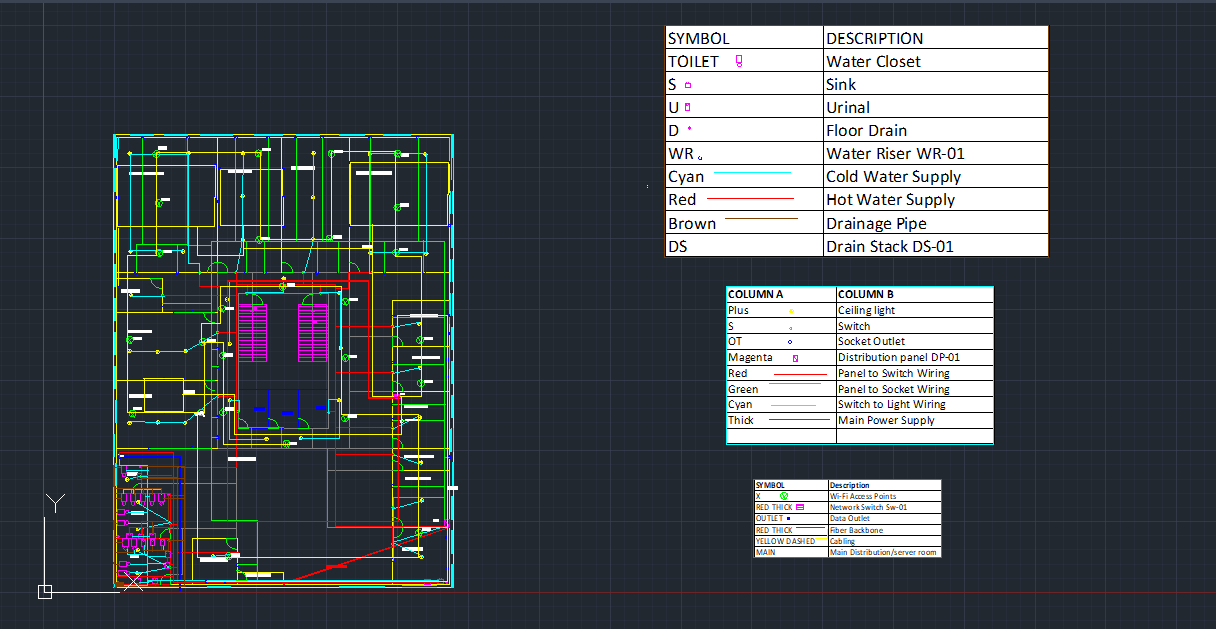 SYMBOL DESCRIPTION
TOILET Water Closet
S Sink
U Urinal
D Floor Drain
WR Water Riser WR-01
Cyan Cold Water Supply
Red Hot Water Supply
Brown Drainage Pipe
DS Drain Stack DS-01
COLUMN A COLUMN B
Plus Ceiling light
S Switch
OT Socket Outlet
Magenta Distribution panel DP-01
Red Panel to Switch Wiring
Green Panel to Socket Wiring
Cyan Switch to Light Wiring
Thick Main Power Supply
SYMBOL Description
X Wi-Fi Access Points
RED THICK Network Switch Sw-01
OUTLET Data Outlet
RED THICK Fiber Backbone
YELLOW DASHED Cabling
MAIN Main Distribution/server room
Y
X